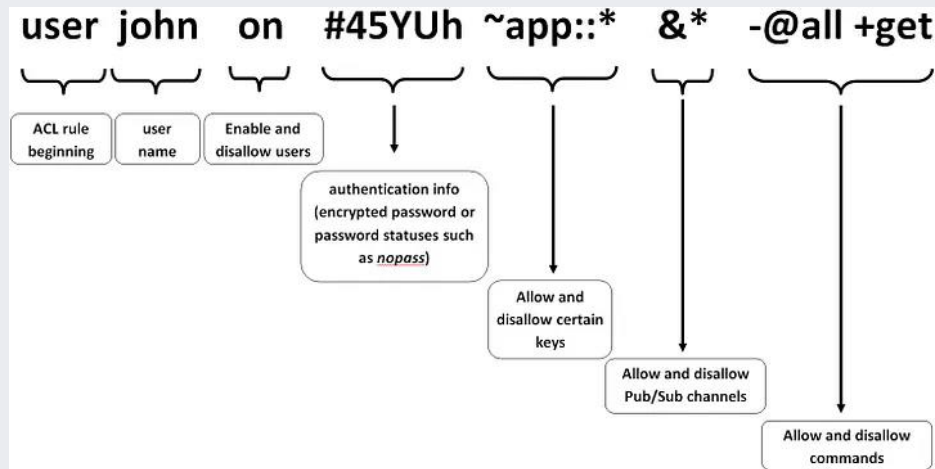 user john on #45YUh ~app::* &* -@all +get
ACL rule
beginning
user
name
Enable and
disallow users
authentication info
(encrypted password or
password statuses such
as nopass)
Allow and
disallow certain
keys
Allow and disallow
Pub/Sub channels
Allow and disallow
commands